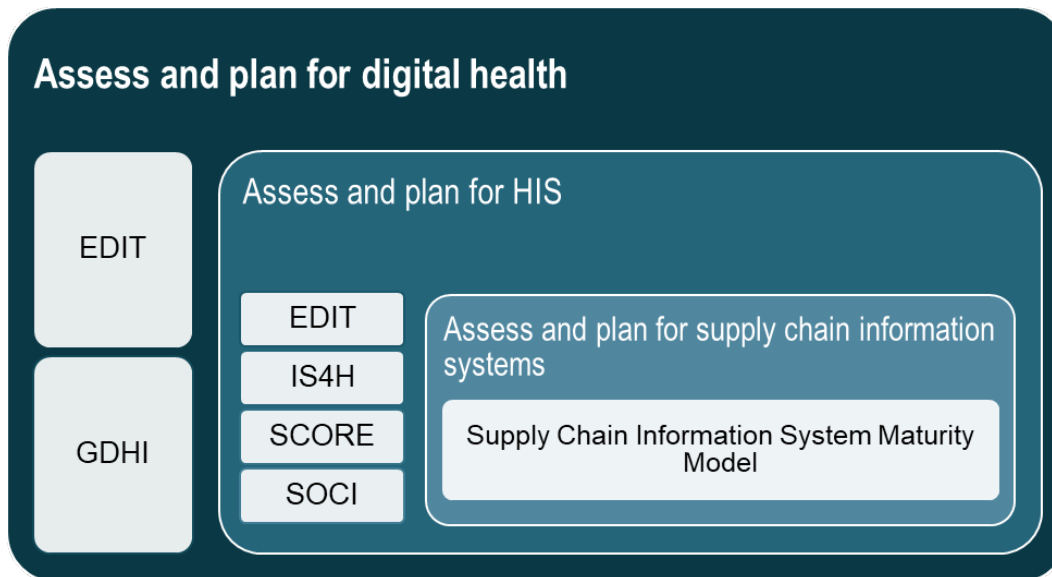 Assess and plan for digital health
EDIT
GDHI
Assess and plan for HIS
EDIT
IS4H
SCORE
SOCI
Assess and plan for supply chain information
systems
Supply Chain Information System Maturity
Model